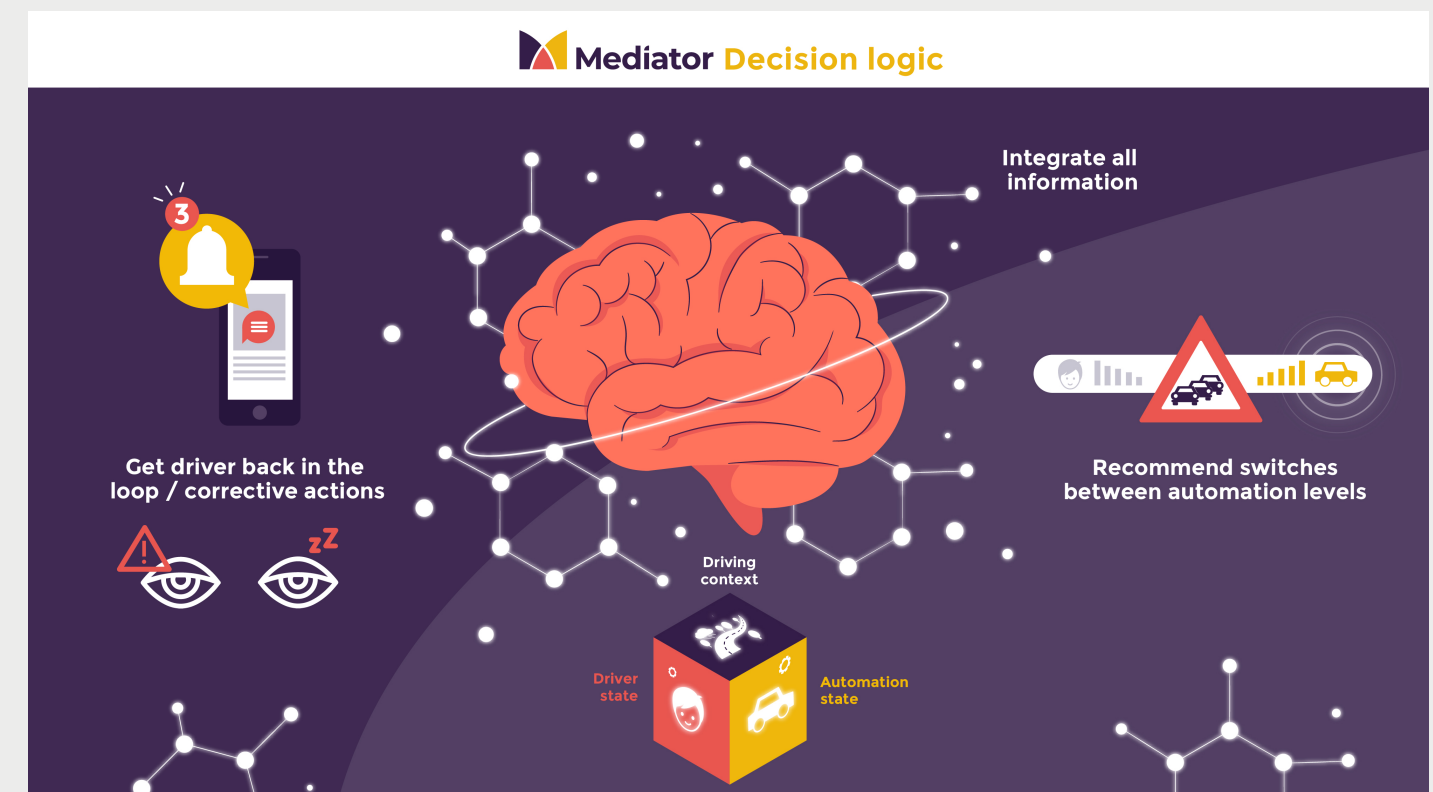 Mediator Decision logic
Integrate all
information
3
Get driver back in the
loop / corrective actions
Recommend switches
between automation levels
!
zZ
Driving
context
Driver
state
Automation
state